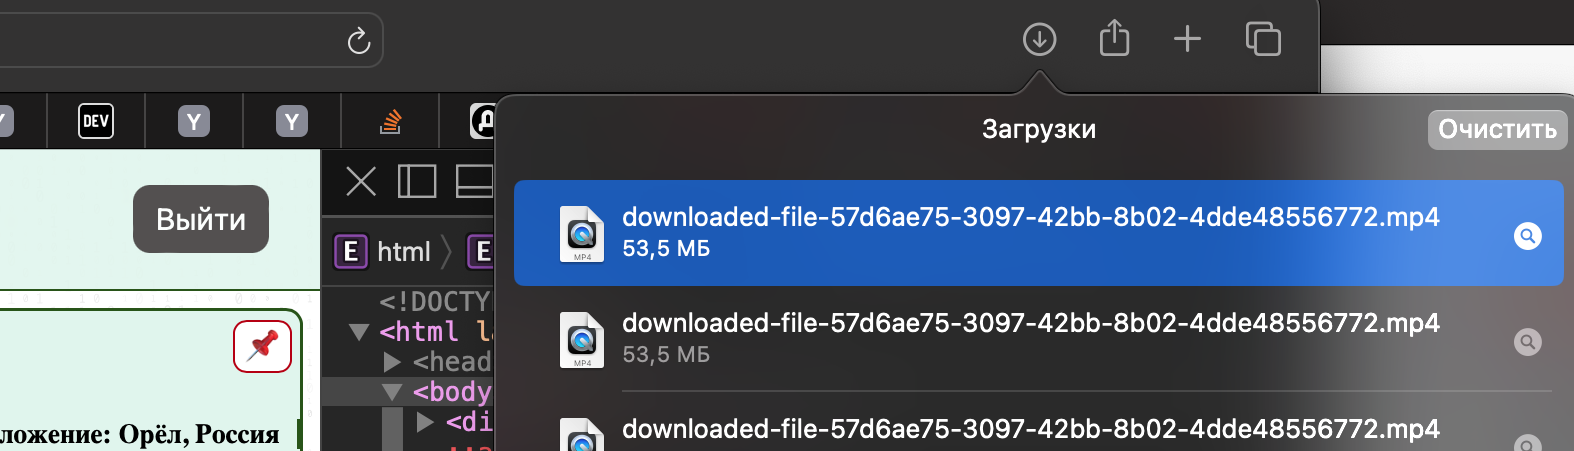 Y
DEV
Y
Y
Д
Загрузки
Очистить
Выйти
downloaded-file-57d6ae75-3097-42bb-8b02-4dde48556772.mp4
53,5 МБ
MP4
E html
E
<!DOCTY
<html la
<head
<body
<di
downloaded-file-57d6ae75-3097-42bb-8b02-4dde48556772.mp4
53,5 МБ
MP4
downloaded-file-57d6ae75-3097-42bb-8b02-4dde48556772.mp4
ложение: Орёл, Россия